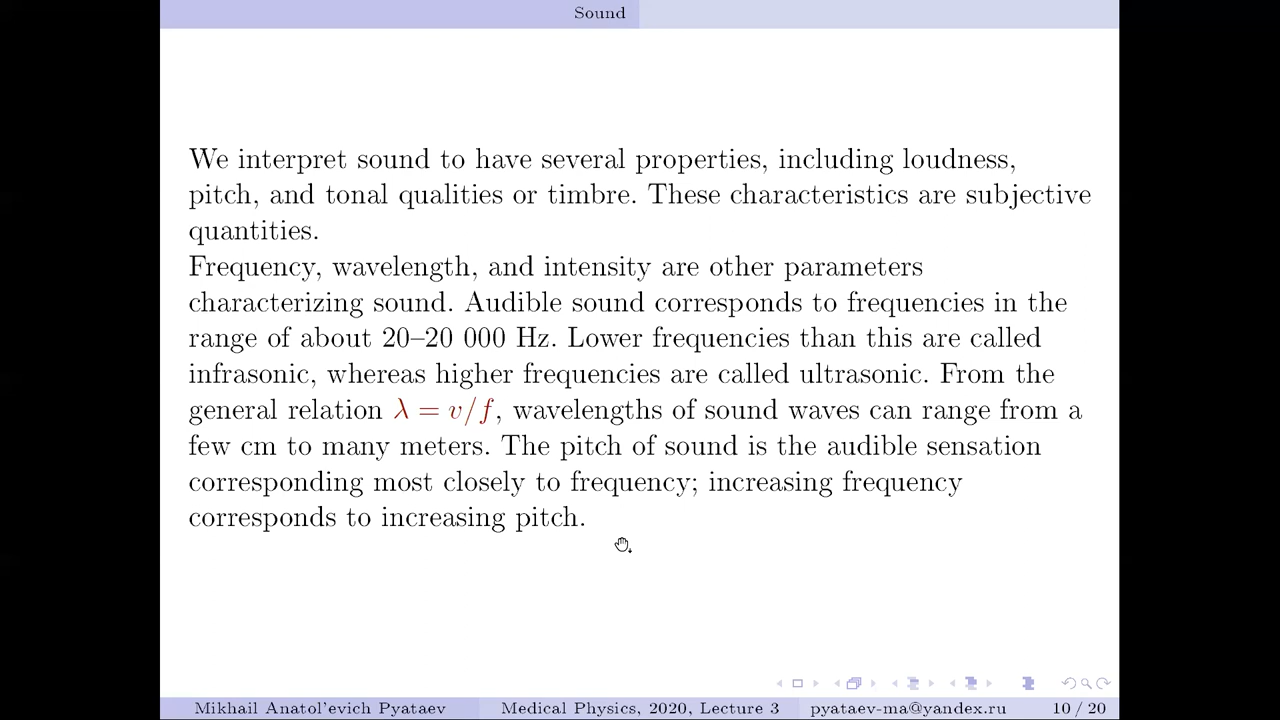 Sound
We interpret sound to have several properties, including loudness,
pitch, and tonal qualities or timbre. These characteristics are subjective
quantities.
Frequency, wavelength, and intensity are other parameters
characterizing sound. Audible sound corresponds to frequencies in the
range of about 20–20 000 Hz. Lower frequencies than this are called
infrasonic, whereas higher frequencies are called ultrasonic. From the
general relation λ = v/f, wavelengths of sound waves can range from a
few cm to many meters. The pitch of sound is the audible sensation
corresponding most closely to frequency; increasing frequency
corresponds to increasing pitch.
Mikhail Anatol'evich Pyataev Medical Physics, 2020, Lecture 3 pyataev-ma@yandex.ru 10 / 20